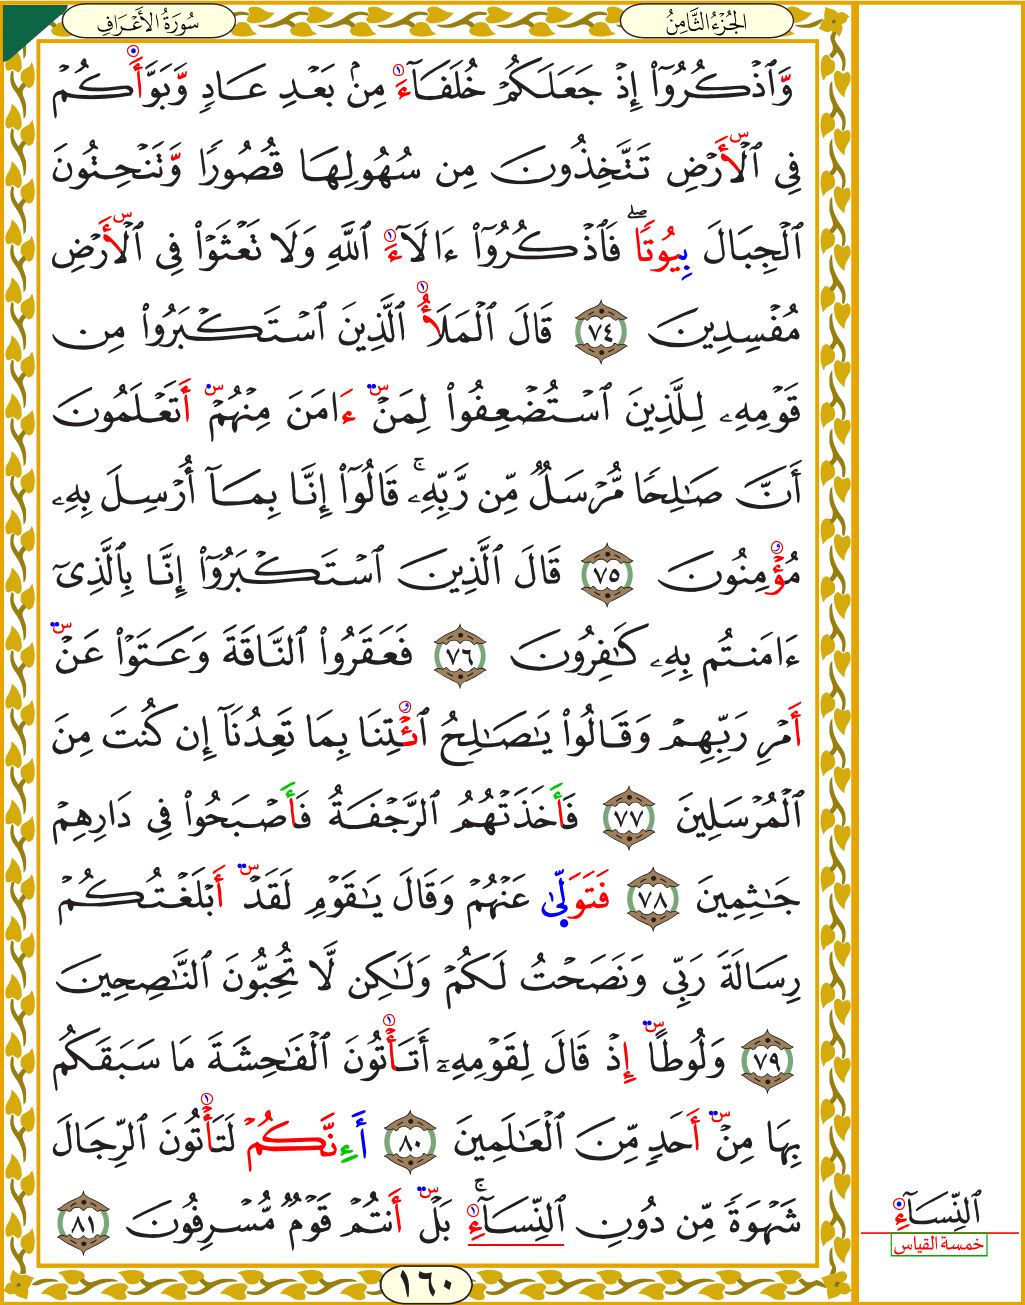 الجُزْءُ الثَّامِنُ
سُورَةُ الأَعْرَافِ
وَّٱذۡكُرُوٓاْ إِذۡ جَعَلَكُمۡ خُلَفَآءَ مِنۢ بَعۡدِ عَادٖ وَّبَوَّأَكُمۡ
فِي ٱلۡأَرۡضِ تَتَّخِذُونَ مِن سُهُولِهَا قُصُورٗا وَّتَنۡحِتُونَ
ٱلۡجِبَالَ بِيُوتٗاۖ فَٱذۡكُرُوٓاْ ءَالَآءَ ٱللَّهِ وَلَا تَعۡثَوۡاْ فِي ٱلۡأَرۡضِ
مُفۡسِدِينَ ٧٤ قَالَ ٱلۡمَلَأُ ٱلَّذِينَ ٱسۡتَكۡبَرُواْ مِن
قَوۡمِهِۦ لِلَّذِينَ ٱسۡتُضۡعِفُواْ لِمَنۡ ءَامَنَ مِنۡهُمۡ أَتَعۡلَمُونَ
أَنَّ صَٰلِحٗا مُّرۡسَلٞ مِّن رَّبِّهِۦۚ قَالُوٓاْ إِنَّا بِمَآ أُرۡسِلَ بِهِۦ
مُؤۡمِنُونَ ٧٥ قَالَ ٱلَّذِينَ ٱسۡتَكۡبَرُوٓاْ إِنَّا بِٱلَّذِيٓ
ءَامَنتُم بِهِۦ كَٰفِرُونَ ٧٦ فَعَقَرُواْ ٱلنَّاقَةَ وَعَتَوۡاْ عَنۡ
أَمۡرِ رَبِّهِمۡ وَقَالُواْ يَٰصَٰلِحُ ٱئۡتِنَا بِمَا تَعِدُنَآ إِن كُنتَ مِنَ
ٱلۡمُرۡسَلِينَ ٧٧ فَأَخَذَتۡهُمُ ٱلرَّجۡفَةُ فَأَصۡبَحُواْ فِي دَارِهِمۡ
جَٰثِمِينَ ٧٨ فَتَوَلَّىٰ عَنۡهُمۡ وَقَالَ يَٰقَوۡمِ لَقَدۡ أَبۡلَغۡتُكُمۡ
رِسَالَةَ رَبِّي وَنَصَحۡتُ لَكُمۡ وَلَٰكِن لَّا تُحِبُّونَ ٱلنَّٰصِحِينَ
٧٩ وَلُوطًا إِذۡ قَالَ لِقَوۡمِهِۦٓ أَتَأۡتُونَ ٱلۡفَٰحِشَةَ مَا سَبَقَكُم
بِهَا مِنۡ أَحَدٖ مِّنَ ٱلۡعَٰلَمِينَ ٨٠ أَءِنَّكُمۡ لَتَأۡتُونَ ٱلرِّجَالَ
شَهۡوَةٗ مِّن دُونِ ٱلنِّسَآءِۚ بَلۡ أَنتُمۡ قَوۡمٞ مُّسۡرِفُونَ ٨١
ٱلنِّسَآءِ
خمسة القياس
١٦٠